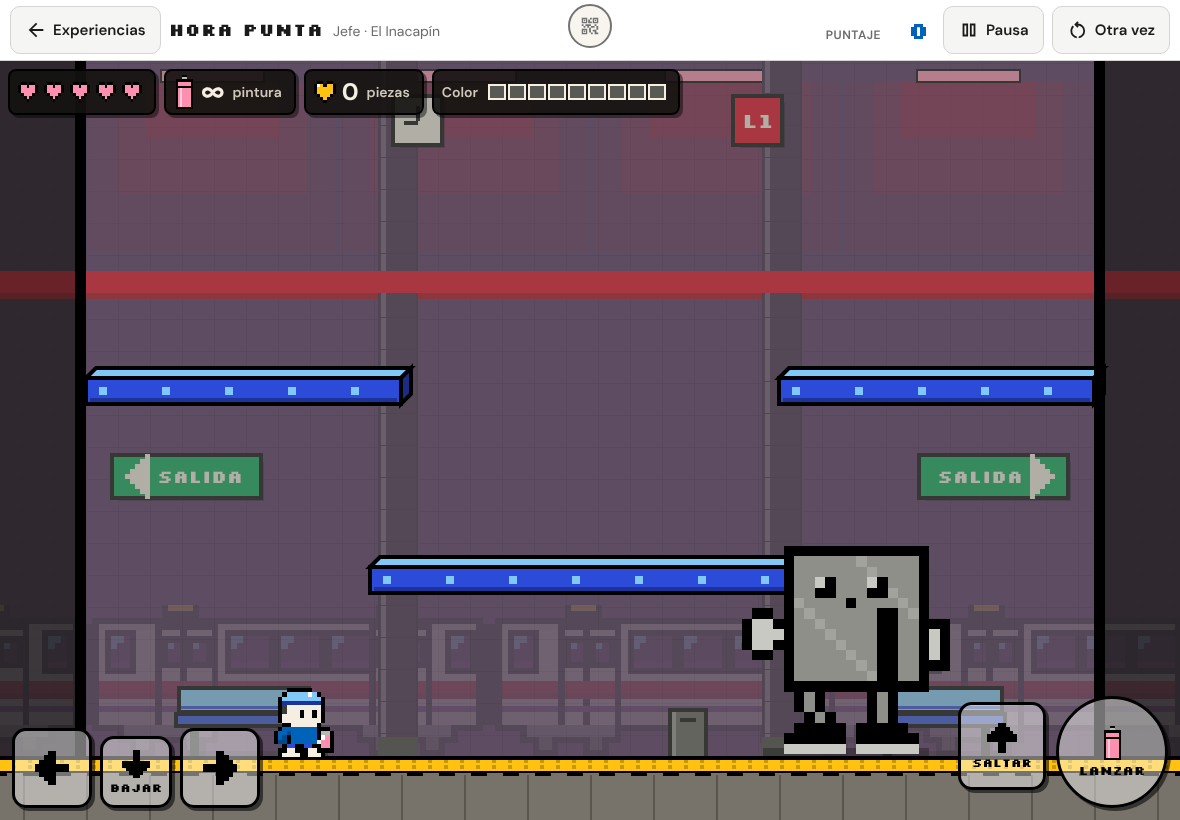 Experiencias
HORA PUNTA
Jefe · El Inacapín
PUNTAJE
0
Pausa
Otra vez
∞ pintura
0 piezas
Color
L1
SALIDA
SALIDA
BAJAR
SALTAR
LANZAR